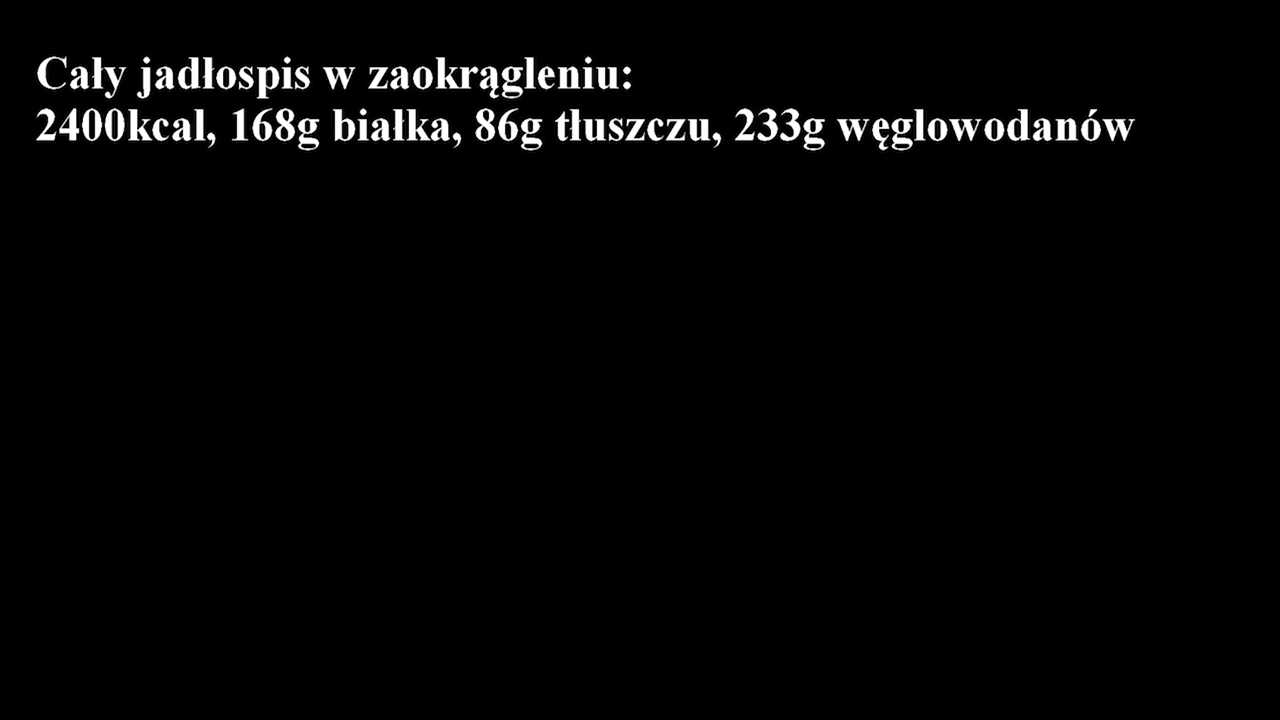 Cały jadłospis w zaokrągleniu:
2400kcal, 168g białka, 86g tłuszczu, 233g węglowodanów